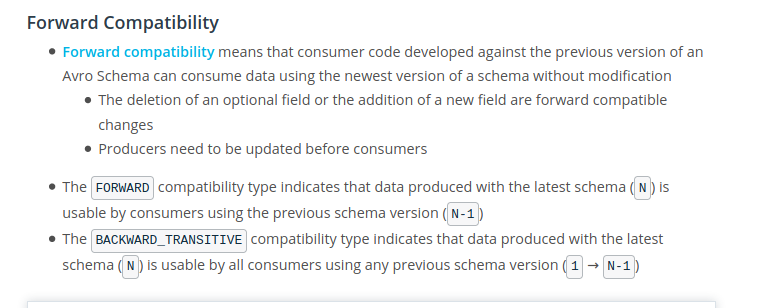 Forward Compatibility
Forward compatibility means that consumer code developed against the previous version of an
Avro Schema can consume data using the newest version of a schema without modification
The deletion of an optional field or the addition of a new field are forward compatible
changes
Producers need to be updated before consumers
The FORWARD compatibility type indicates that data produced with the latest schema (N) is
usable by consumers using the previous schema version (N-1)
The BACKWARD_TRANSITIVE compatibility type indicates that data produced with the latest
schema (N) is usable by all consumers using any previous schema version (1 → N-1)